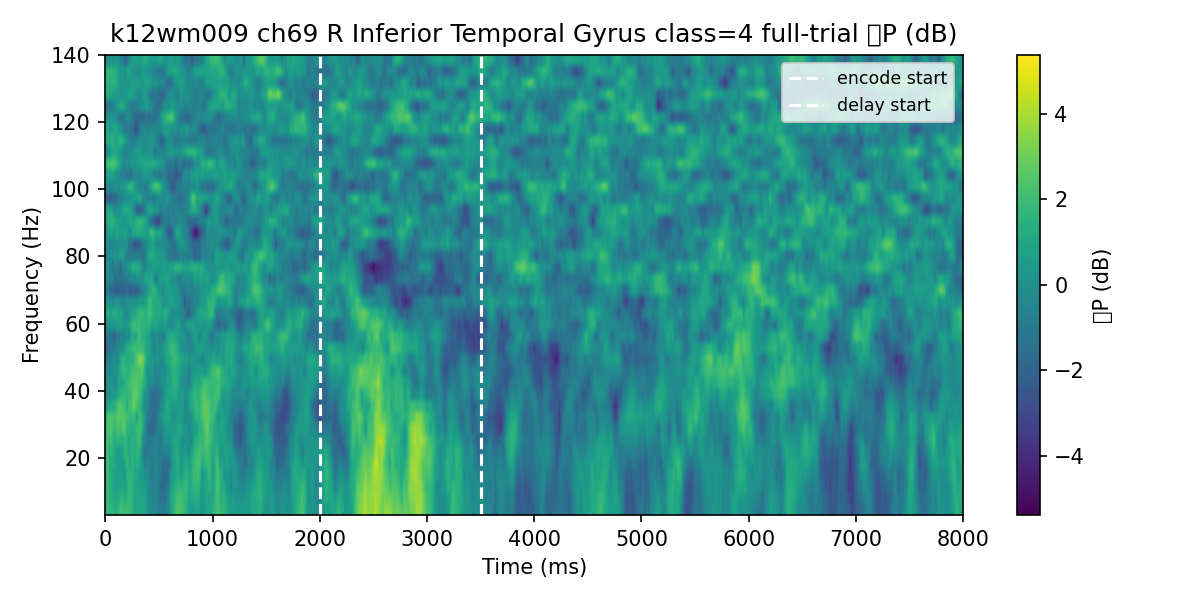 k12wm009 ch69 R Inferior Temporal Gyrus class=4 full-trial ▯P (dB)
encode start
delay start
140
120
100
80
60
40
20
Frequency (Hz)
0 1000 2000 3000 4000 5000 6000 7000 8000
Time (ms)
4
2
0
−2
−4
▯P (dB)